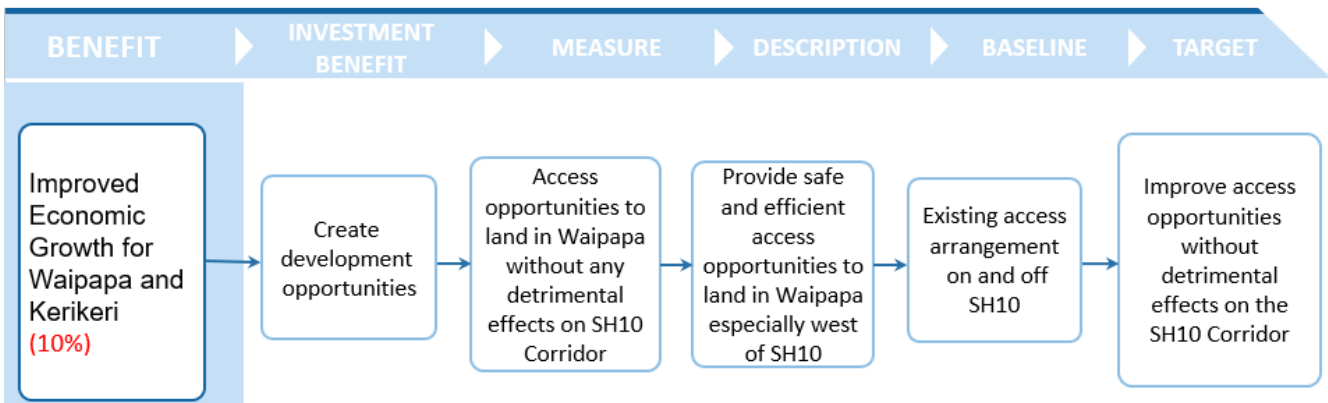 BENEFIT
INVESTMENT
BENEFIT
MEASURE
DESCRIPTION
BASELINE
TARGET
Improved
Economic
Growth for
Waipapa and
Kerikeri
(10%)
Create
development
opportunities
Access
opportunities to
land in Waipapa
without any
detrimental
effects on SH10
Corridor
Provide safe
and efficient
access
opportunities to
land in Waipapa
especially west
of SH10
Existing access
arrangement
on and off
SH10
Improve access
opportunities
without
detrimental
effects on the
SH10 Corridor